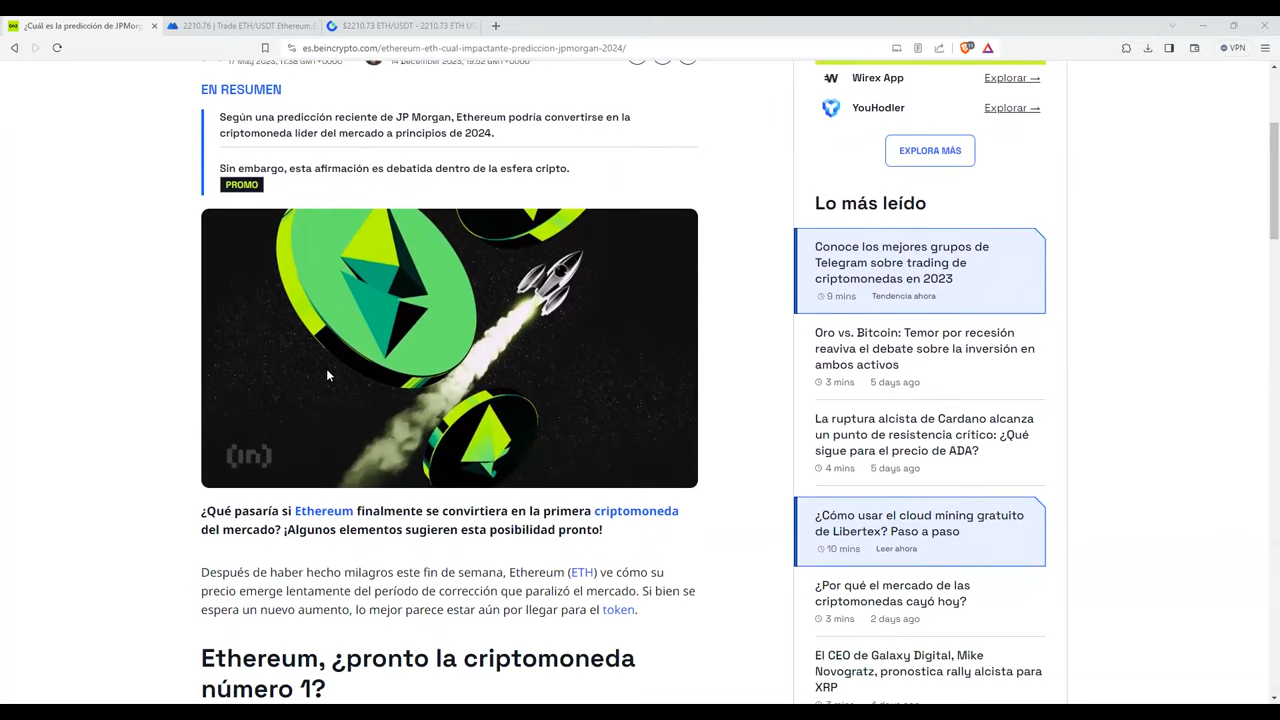 ¿Cuál es la predicción de JPMorg
2210.76 | Trade ETH/USDT Ethereum,
$2210.73 ETH/USDT - 2210.73 ETH U
es.beincrypto.com/ethereum-eth-cual-impactante-prediccion-jpmorgan-2024/
VPN
17 May 2023, 11:38 GMT+0000
14 December 2023, 19:52 GMT+0000
EN RESUMEN
Según una predicción reciente de JP Morgan, Ethereum podría convertirse en la
criptomoneda líder del mercado a principios de 2024.
Sin embargo, esta afirmación es debatida dentro de la esfera cripto.
PROMO
(in)
¿Qué pasaría si Ethereum finalmente se convirtiera en la primera criptomoneda
del mercado? ¡Algunos elementos sugieren esta posibilidad pronto!
Después de haber hecho milagros este fin de semana, Ethereum (ETH) ve cómo su
precio emerge lentamente del período de corrección que paralizó el mercado. Si bien se
espera un nuevo aumento, lo mejor parece estar aún por llegar para el token.
Ethereum, ¿pronto la criptomoneda
número 1?
Wirex App Explorar →
YouHodler Explorar →
EXPLORA MÁS
Lo más leído
Conoce los mejores grupos de
Telegram sobre trading de
criptomonedas en 2023
9 mins Tendencia ahora
Oro vs. Bitcoin: Temor por recesión
reaviva el debate sobre la inversión en
ambos activos
3 mins 5 days ago
La ruptura alcista de Cardano alcanza
un punto de resistencia crítico: ¿Qué
sigue para el precio de ADA?
4 mins 5 days ago
¿Cómo usar el cloud mining gratuito
de Libertex? Paso a paso
10 mins Leer ahora
¿Por qué el mercado de las
criptomonedas cayó hoy?
3 mins 2 days ago
El CEO de Galaxy Digital, Mike
Novogratz, pronostica rally alcista para
XRP